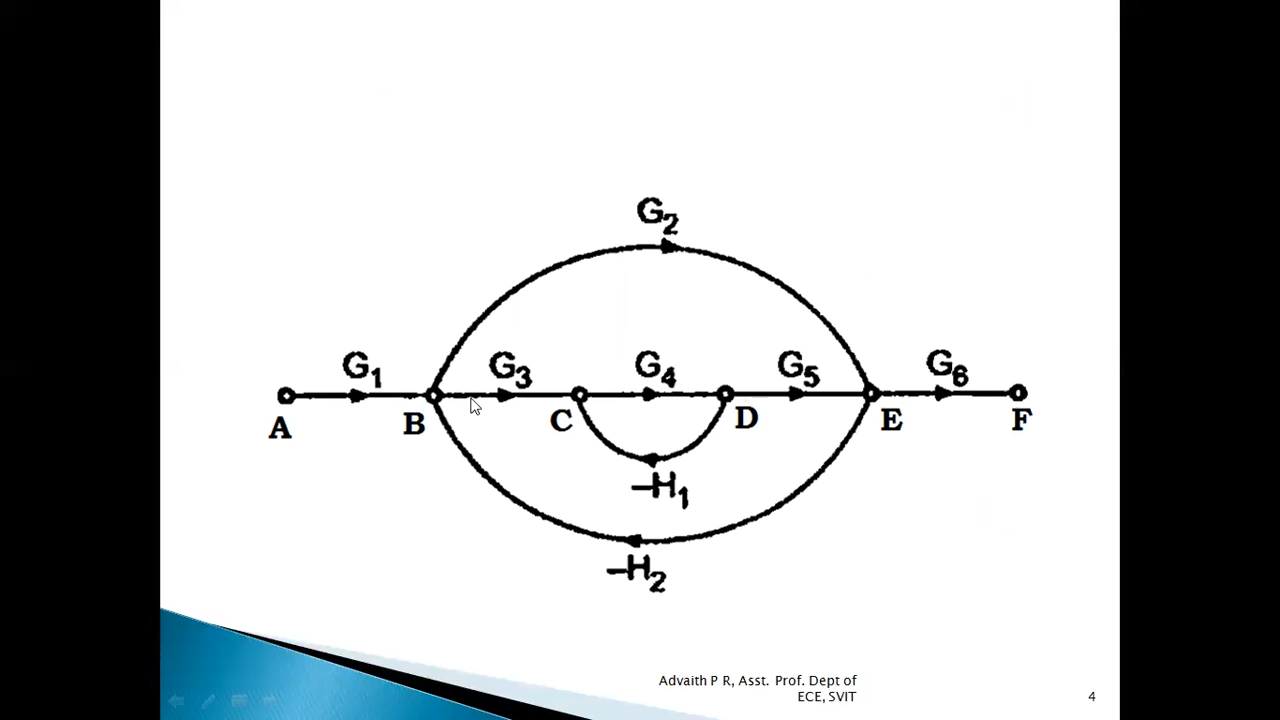 G2
G1 G3 G4 G5 G6
A B C D E F
–H1
–H2
Advaith P R, Asst. Prof. Dept of
ECE, SVIT
4